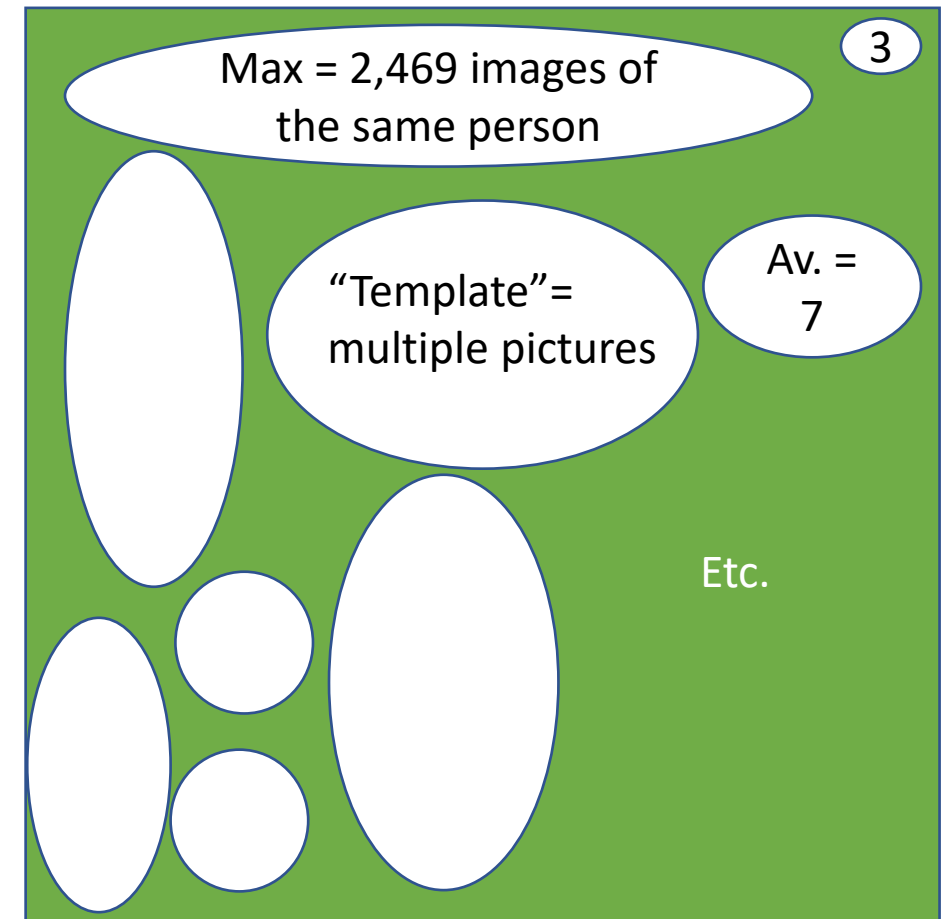 Max = 2,469 images of
the same person
3
“Template”=
multiple pictures
Av. =
7
Etc.